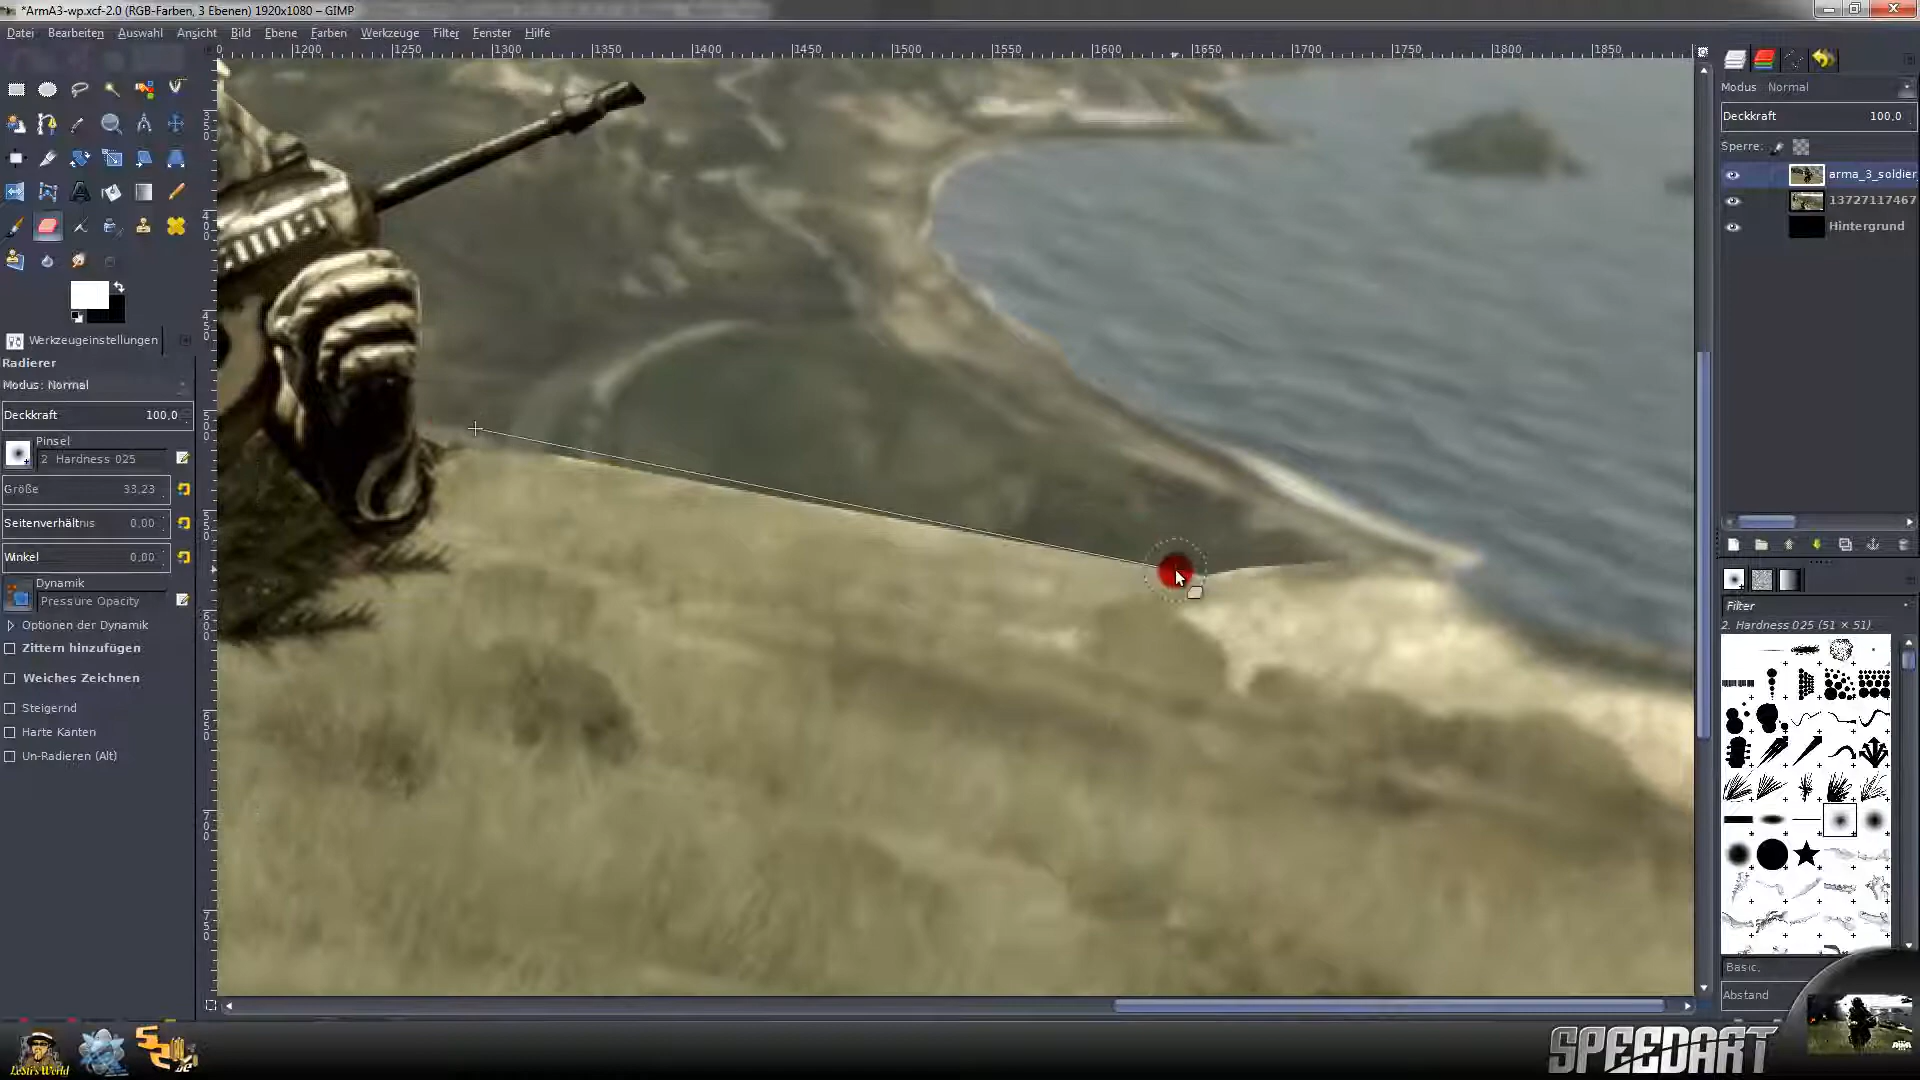 *ArmA3-wp.xcf-2.0 (RGB-Farben, 3 Ebenen) 1920x1080 – GIMP
Datei Bearbeiten Auswahl Ansicht Bild Ebene Farben Werkzeuge Filter Fenster Hilfe
1200 1250 1300 1350 1400 1450 1500 1550 1600 1650 1700 1750 1800 1850
Modus Normal
Deckkraft 100,0
Sperre:
arma_3_soldier
13727117467
Hintergrund
Werkzeugeinstellungen
Radierer
Modus: Normal
Deckkraft 100,0
Pinsel
2. Hardness 025
Größe 33,23
Seitenverhältnis 0,00
Winkel 0,00
Dynamik
Pressure Opacity
Optionen der Dynamik
Zittern hinzufügen
Weiches Zeichnen
Steigernd
Harte Kanten
Un-Radieren (Alt)
Filter
2. Hardness 025 (51 × 51)
Basic,
Abstand
LeSti's World
SPEEDART